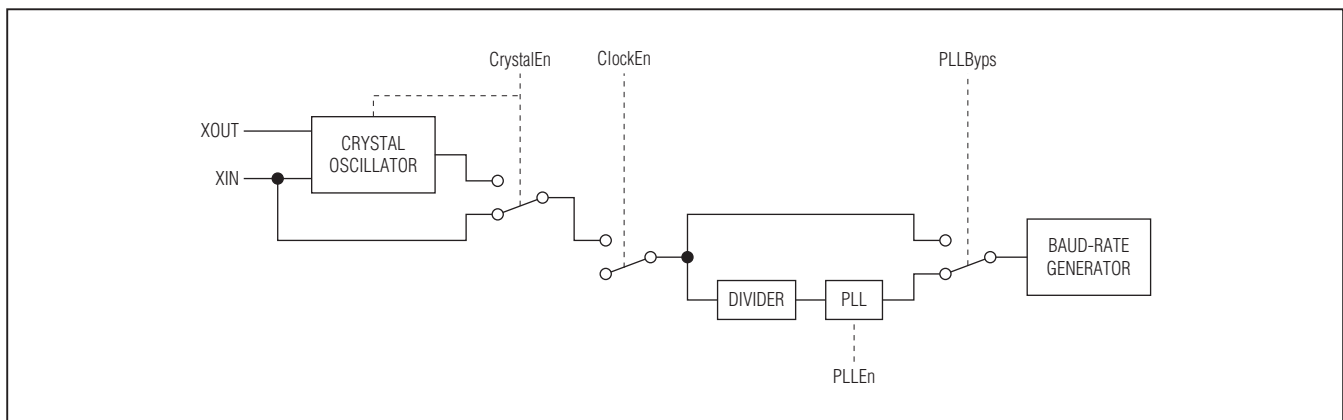 CrystalEn
ClockEn
PLLByps
XOUT
XIN
CRYSTAL
OSCILLATOR
BAUD-RATE
GENERATOR
DIVIDER
PLL
PLLEn